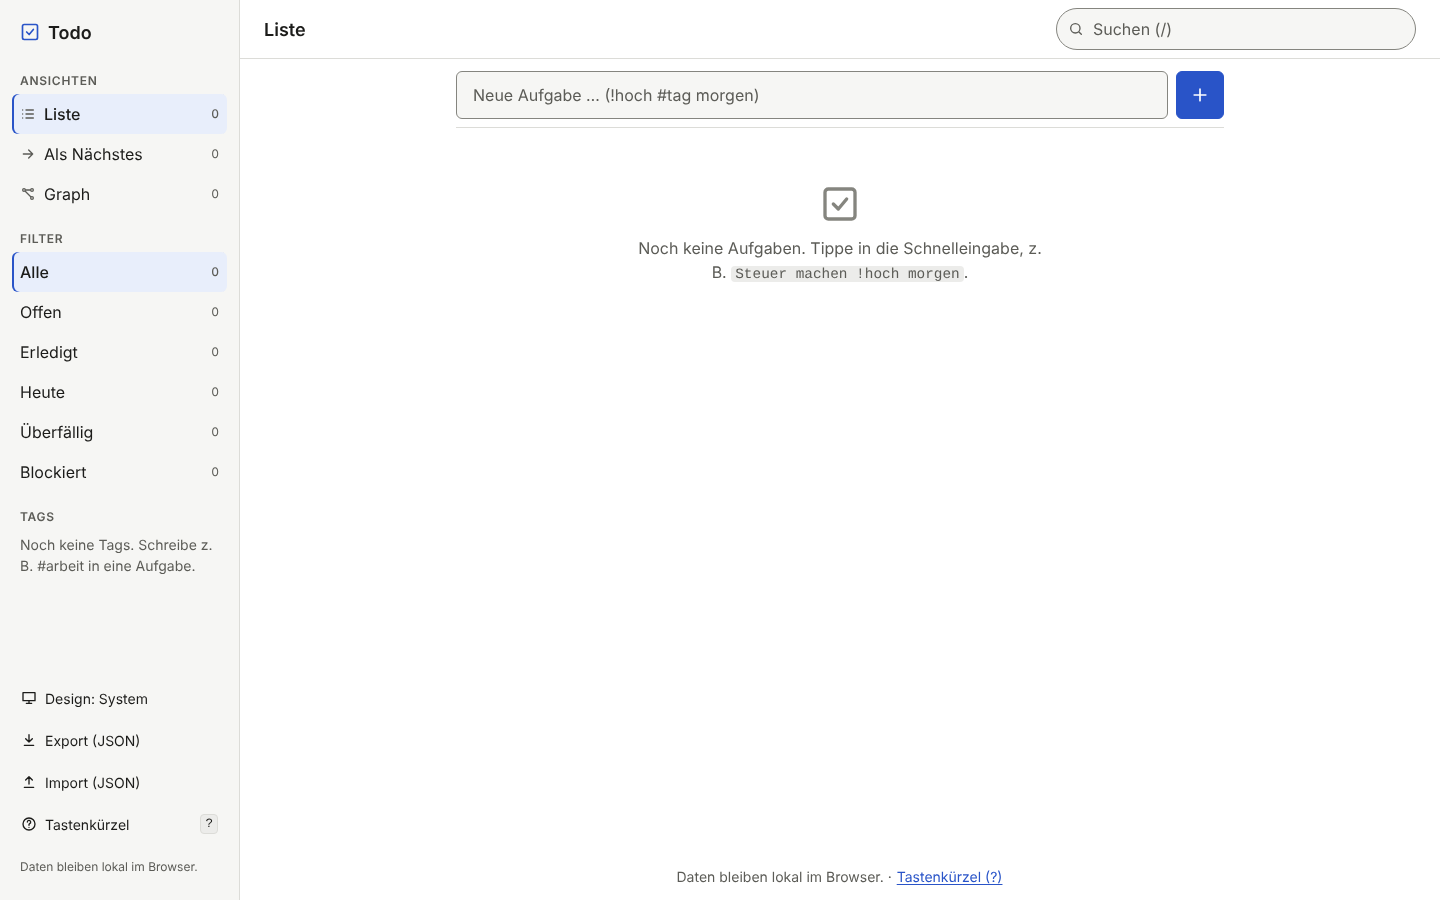 Todo
ANSICHTEN
Liste 0
Als Nächstes 0
Graph 0
FILTER
Alle 0
Offen 0
Erledigt 0
Heute 0
Überfällig 0
Blockiert 0
TAGS
Noch keine Tags. Schreibe z.
B. #arbeit in eine Aufgabe.
Design: System
Export (JSON)
Import (JSON)
Tastenkürzel ?
Daten bleiben lokal im Browser.
Liste
Suchen (/)
Neue Aufgabe … (!hoch #tag morgen)
+
Noch keine Aufgaben. Tippe in die Schnelleingabe, z.
B. Steuer machen !hoch morgen.
Daten bleiben lokal im Browser. · Tastenkürzel (?)